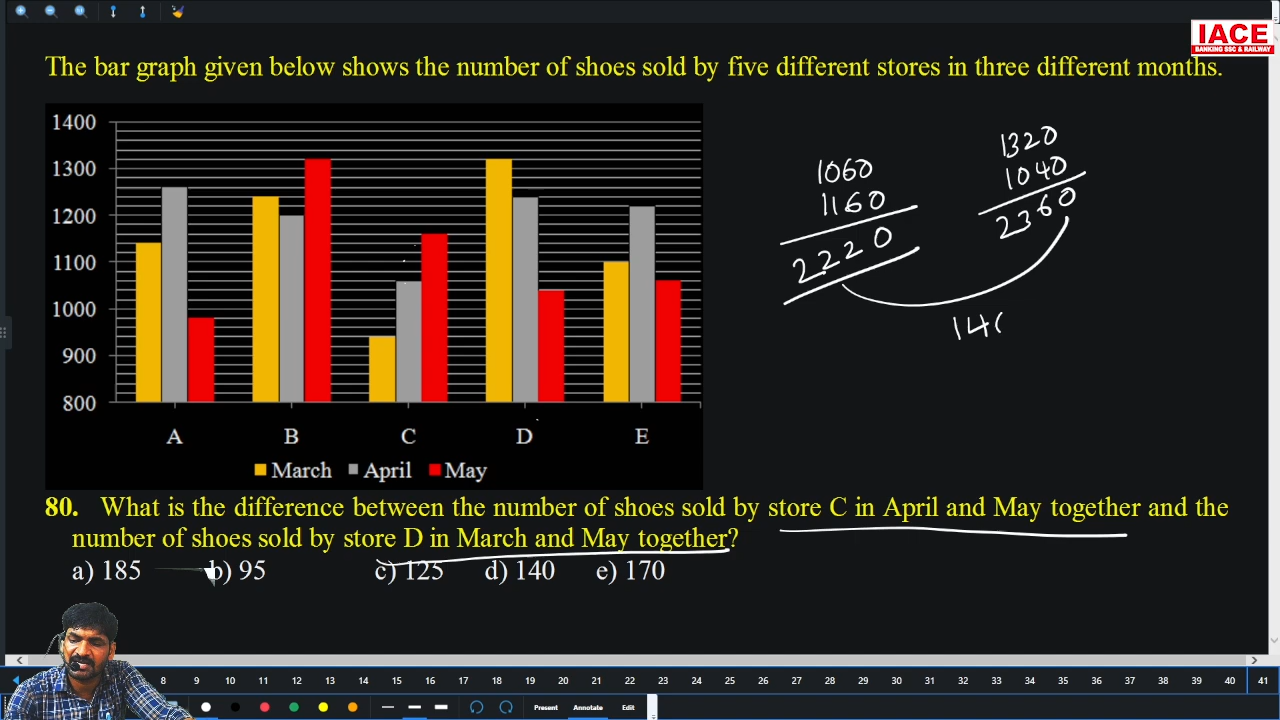 IACE
BANKING SSC & RAILWAY
The bar graph given below shows the number of shoes sold by five different stores in three different months.
1400
1300
1200
1100
1000
900
800
A B C D E
March April May
1060
1160
2220
1320
1040
2360
140
80. What is the difference between the number of shoes sold by store C in April and May together and the
number of shoes sold by store D in March and May together?
a) 185 b) 95 c) 125 d) 140 e) 170
8 9 10 11 12 13 14 15 16 17 18 19 20 21 22 23 24 25 26 27 28 29 30 31 32 33 34 35 36 37 38 39 40 41
Present Annotate Edit